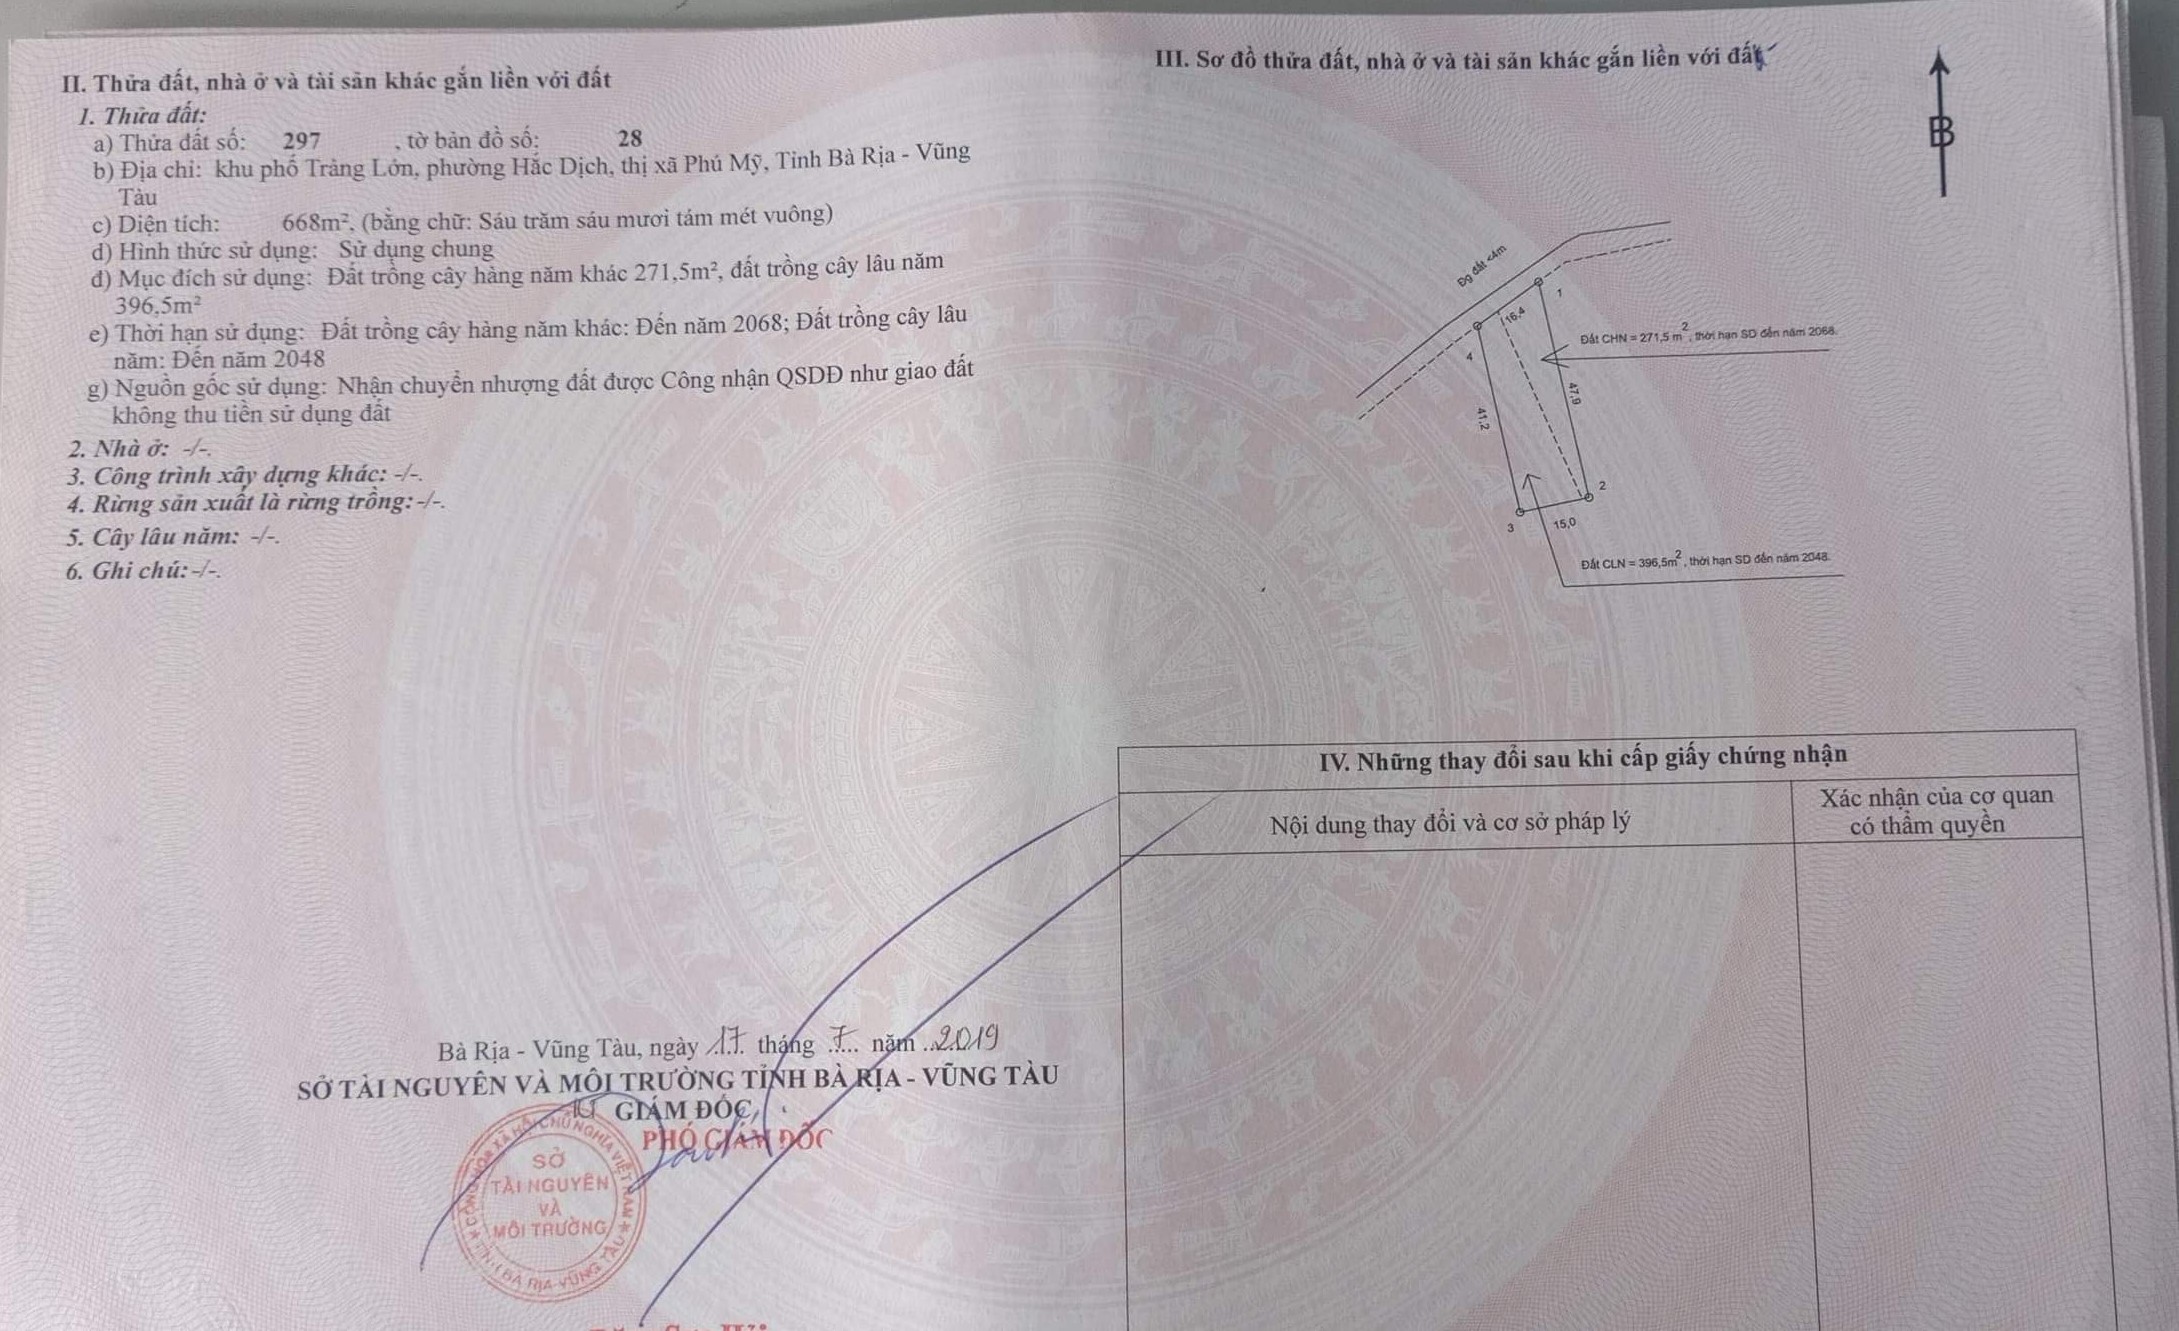 II. Thửa đất, nhà ở và tài sản khác gắn liền với đất
1. Thửa đất:
a) Thửa đất số: 297 , tờ bản đồ số: 28
b) Địa chỉ: khu phố Trảng Lớn, phường Hắc Dịch, thị xã Phú Mỹ, Tỉnh Bà Rịa - Vũng
Tàu
c) Diện tích: 668m², (bằng chữ: Sáu trăm sáu mươi tám mét vuông)
d) Hình thức sử dụng: Sử dụng chung
đ) Mục đích sử dụng: Đất trồng cây hàng năm khác 271,5m², đất trồng cây lâu năm
396,5m²
e) Thời hạn sử dụng: Đất trồng cây hàng năm khác: Đến năm 2068; Đất trồng cây lâu
năm: Đến năm 2048
g) Nguồn gốc sử dụng: Nhận chuyển nhượng đất được Công nhận QSDĐ như giao đất
không thu tiền sử dụng đất
2. Nhà ở: -/-.
3. Công trình xây dựng khác: -/-.
4. Rừng sản xuất là rừng trồng: -/-.
5. Cây lâu năm: -/-.
6. Ghi chú: -/-.
Bà Rịa - Vũng Tàu, ngày 17 tháng 7 năm 2019
SỞ TÀI NGUYÊN VÀ MÔI TRƯỜNG TỈNH BÀ RỊA - VŨNG TÀU
GIÁM ĐỐC
PHÓ GIÁM ĐỐC
CỘNG HÒA XÃ HỘI CHỦ NGHĨA VIỆT NAM
SỞ
TÀI NGUYÊN
VÀ
MÔI TRƯỜNG
TỈNH BÀ RỊA-VŨNG TÀU
III. Sơ đồ thửa đất, nhà ở và tài sản khác gắn liền với đất
B
Đg đất <4m
1
16,4
4
Đất CHN = 271,5 m², thời hạn SD đến năm 2068.
47,9
41,2
2
3
15,0
Đất CLN = 396,5m², thời hạn SD đến năm 2048.
IV. Những thay đổi sau khi cấp giấy chứng nhận
Nội dung thay đổi và cơ sở pháp lý
Xác nhận của cơ quan
có thẩm quyền